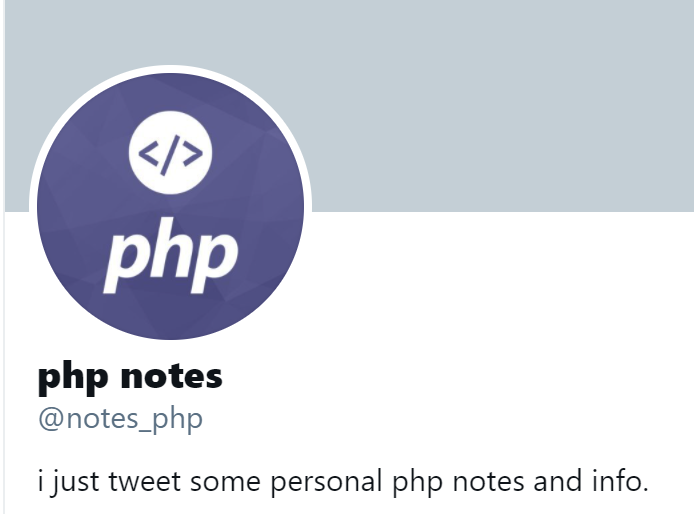 </>
php
php notes
@notes_php
i just tweet some personal php notes and info.